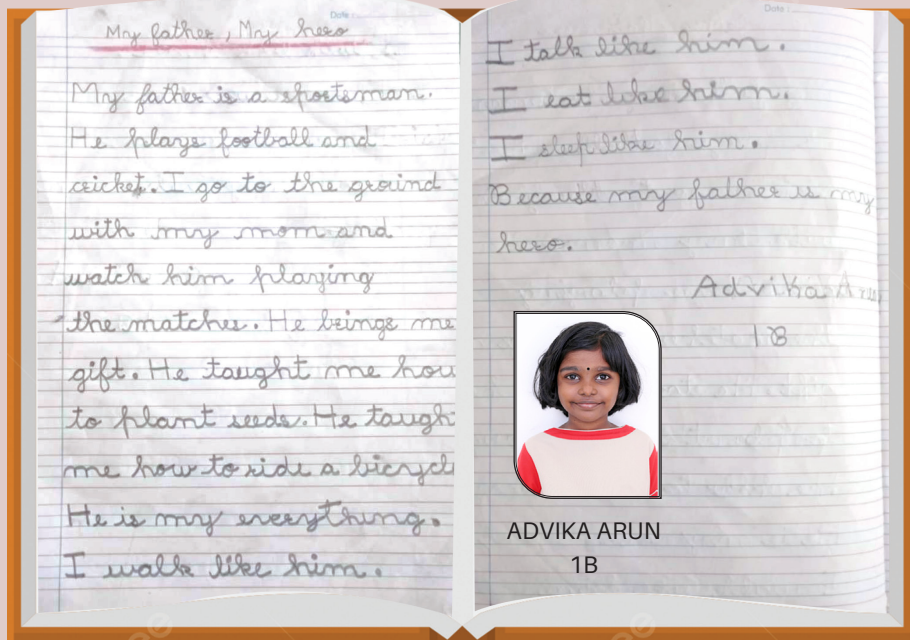 Date :
My father, My hero
My father is a sportsman.
He plays football and
cricket. I go to the ground
with my mom and
watch him playing
the matches. He brings me
gift. He taught me how
to plant seeds. He taught
me how to ride a bicycle
He is my everything.
I walk like him.
Date :
I talk like him.
I eat like him.
I sleep like him.
Because my father is my
hero.
Advika Arun
1B
ADVIKA ARUN
1B